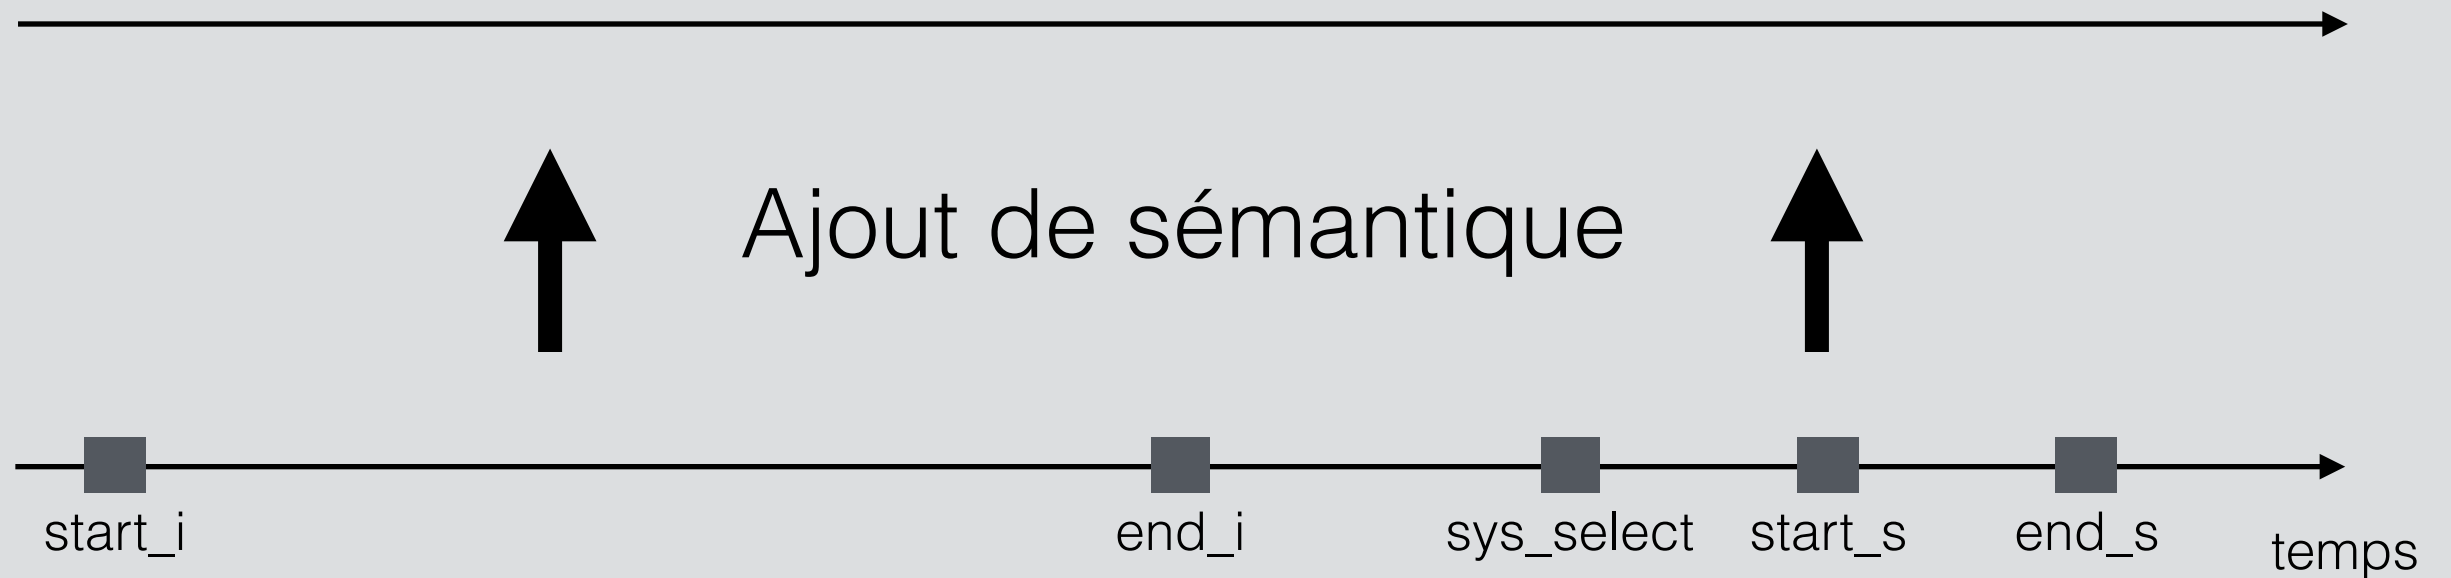 Ajout de sémantique
start_i
end_i
sys_select
start_s
end_s
temps